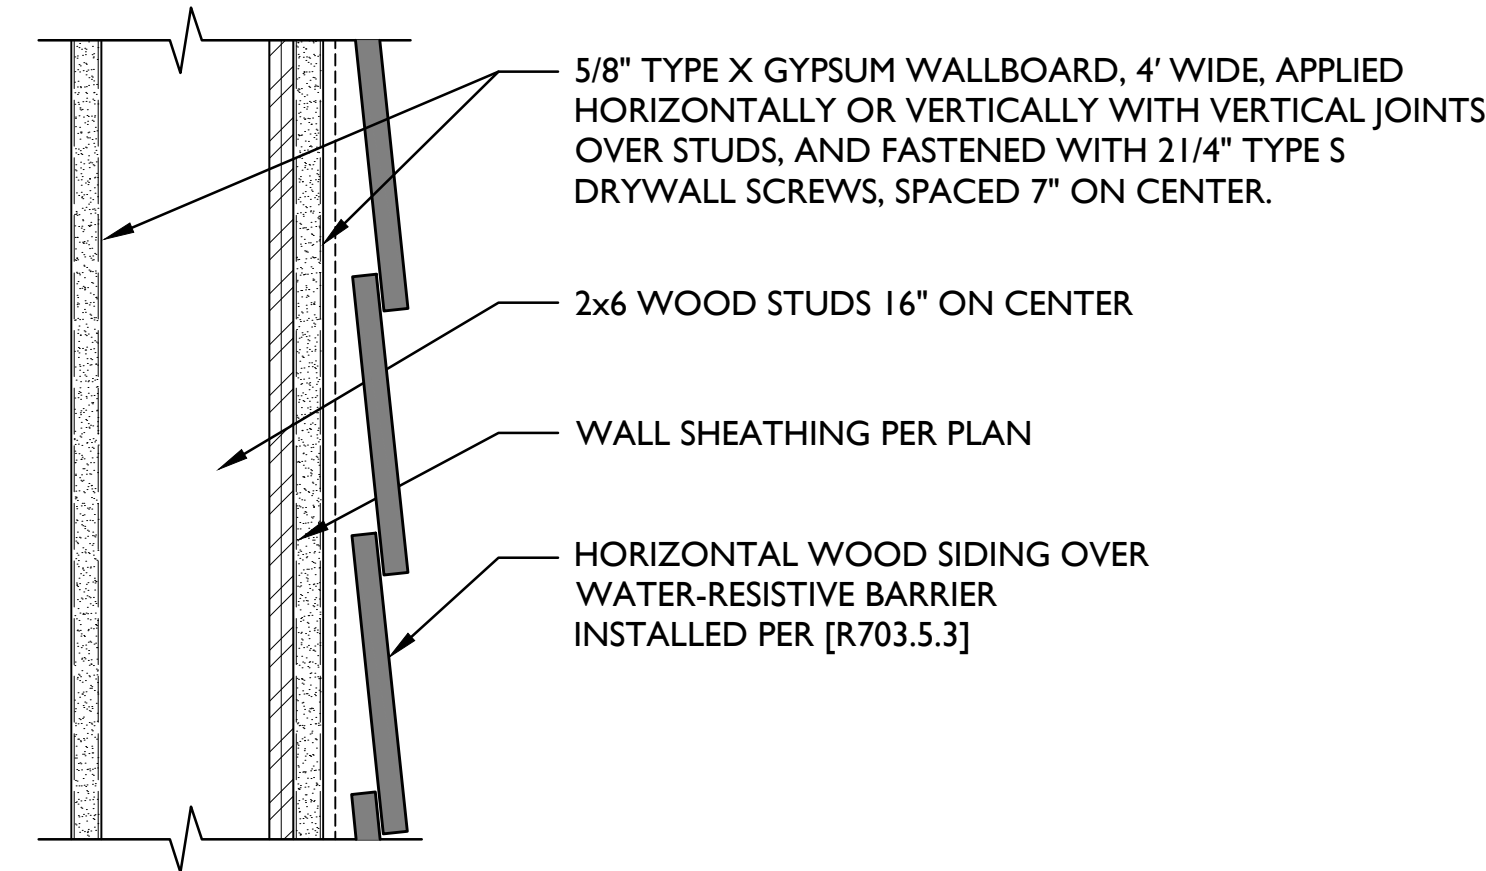 5/8" TYPE X GYPSUM WALLBOARD, 4' WIDE, APPLIED
HORIZONTALLY OR VERTICALLY WITH VERTICAL JOINTS
OVER STUDS, AND FASTENED WITH 21/4" TYPE S
DRYWALL SCREWS, SPACED 7" ON CENTER.
2x6 WOOD STUDS 16" ON CENTER
WALL SHEATHING PER PLAN
HORIZONTAL WOOD SIDING OVER
WATER-RESISTIVE BARRIER
INSTALLED PER [R703.5.3]